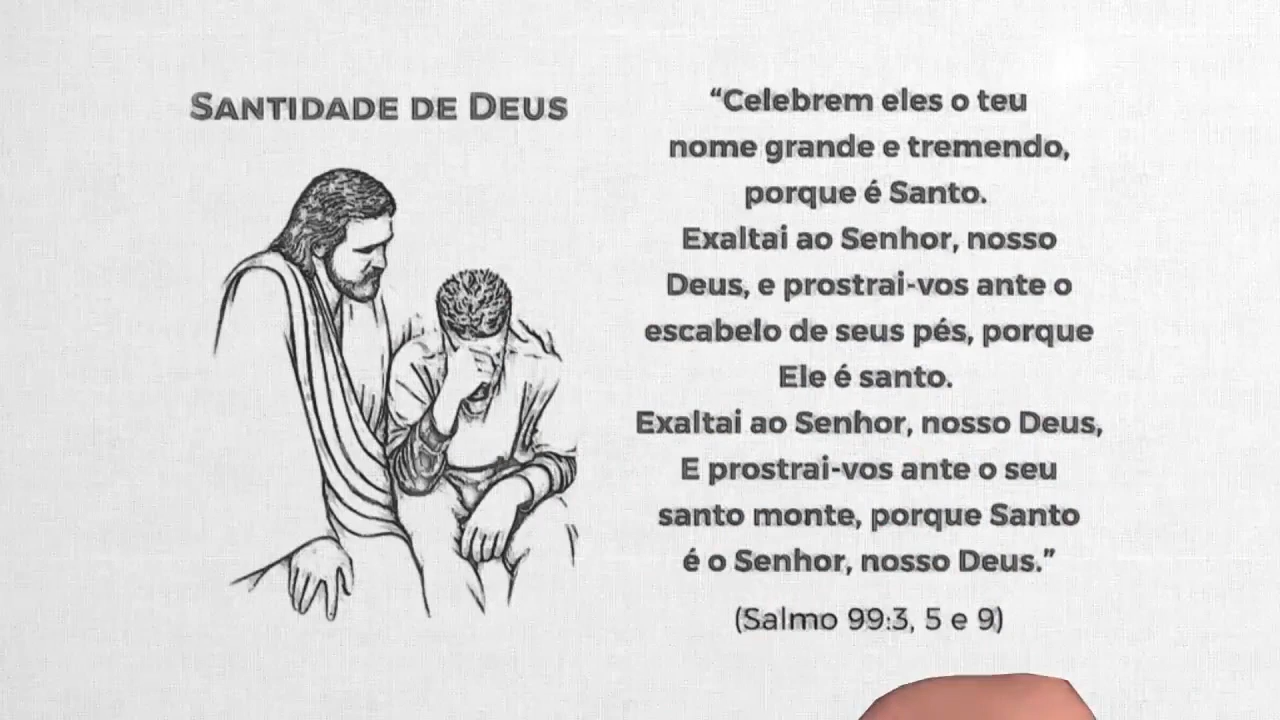 SANTIDADE DE DEUS
“Celebrem eles o teu
nome grande e tremendo,
porque é Santo.
Exaltai ao Senhor, nosso
Deus, e prostrai-vos ante o
escabelo de seus pés, porque
Ele é santo.
Exaltai ao Senhor, nosso Deus,
E prostrai-vos ante o seu
santo monte, porque Santo
é o Senhor, nosso Deus.”
(Salmo 99:3, 5 e 9)